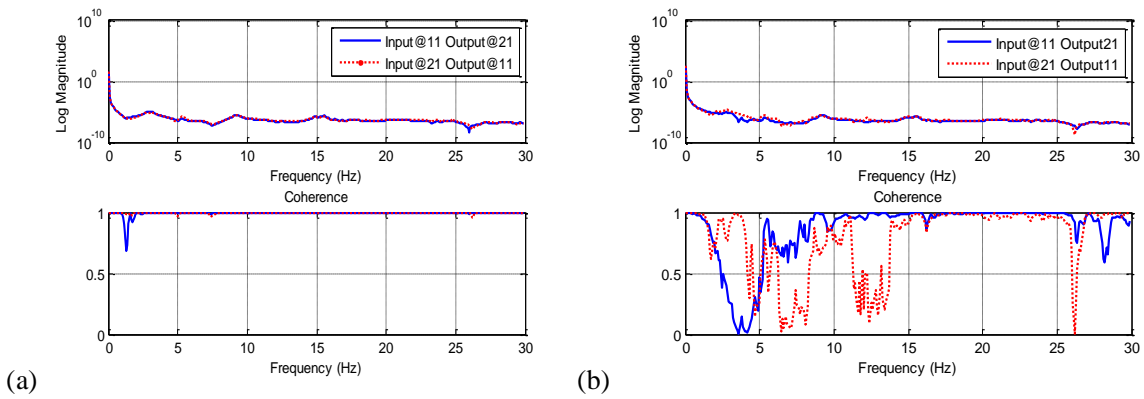 10^10
10^0
10^-10
Log Magnitude
Input@11 Output@21
Input@21 Output@11
0 5 10 15 20 25 30
Frequency (Hz)
Coherence
1
0.5
0
0 5 10 15 20 25 30
Frequency (Hz)
(a)
10^10
10^0
10^-10
Log Magnitude
Input@11 Output21
Input@21 Output11
0 5 10 15 20 25 30
Frequency (Hz)
Coherence
1
0.5
0
0 5 10 15 20 25 30
Frequency (Hz)
(b)